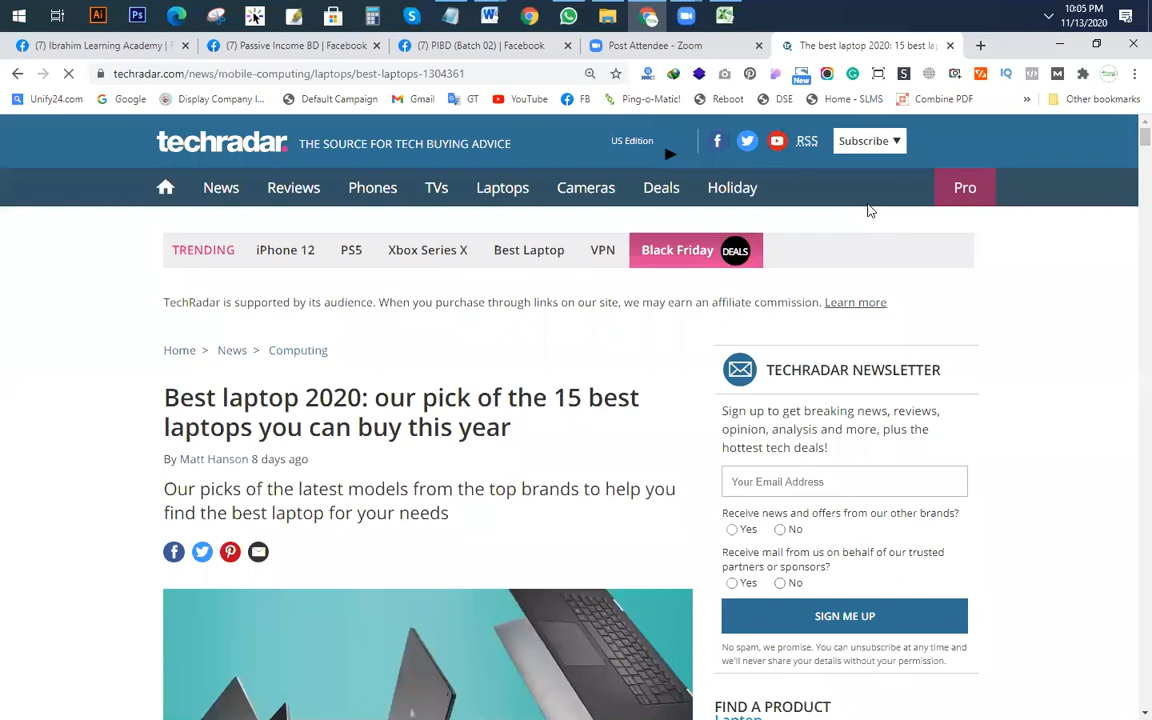 10:05 PM
11/13/2020
(7) Ibrahim Learning Academy |
(7) Passive Income BD | Facebook
(7) PIBD (Batch 02) | Facebook
Post Attendee - Zoom
The best laptop 2020: 15 best la
techradar.com/news/mobile-computing/laptops/best-laptops-1304361
Unify24.com
Google
Display Company I...
Default Campaign
Gmail
GT
YouTube
FB
Ping-o-Matic!
Reboot
DSE
Home - SLMS
Combine PDF
Other bookmarks
techradar.
THE SOURCE FOR TECH BUYING ADVICE
US Edition
RSS
Subscribe ▼
News
Reviews
Phones
TVs
Laptops
Cameras
Deals
Holiday
Pro
TRENDING
iPhone 12
PS5
Xbox Series X
Best Laptop
VPN
Black Friday DEALS
TechRadar is supported by its audience. When you purchase through links on our site, we may earn an affiliate commission. Learn more
Home > News > Computing
Best laptop 2020: our pick of the 15 best
laptops you can buy this year
By Matt Hanson 8 days ago
Our picks of the latest models from the top brands to help you
find the best laptop for your needs
TECHRADAR NEWSLETTER
Sign up to get breaking news, reviews,
opinion, analysis and more, plus the
hottest tech deals!
Your Email Address
Receive news and offers from our other brands?
Yes No
Receive mail from us on behalf of our trusted
partners or sponsors?
Yes No
SIGN ME UP
No spam, we promise. You can unsubscribe at any time and
we'll never share your details without your permission.
FIND A PRODUCT
Laptop